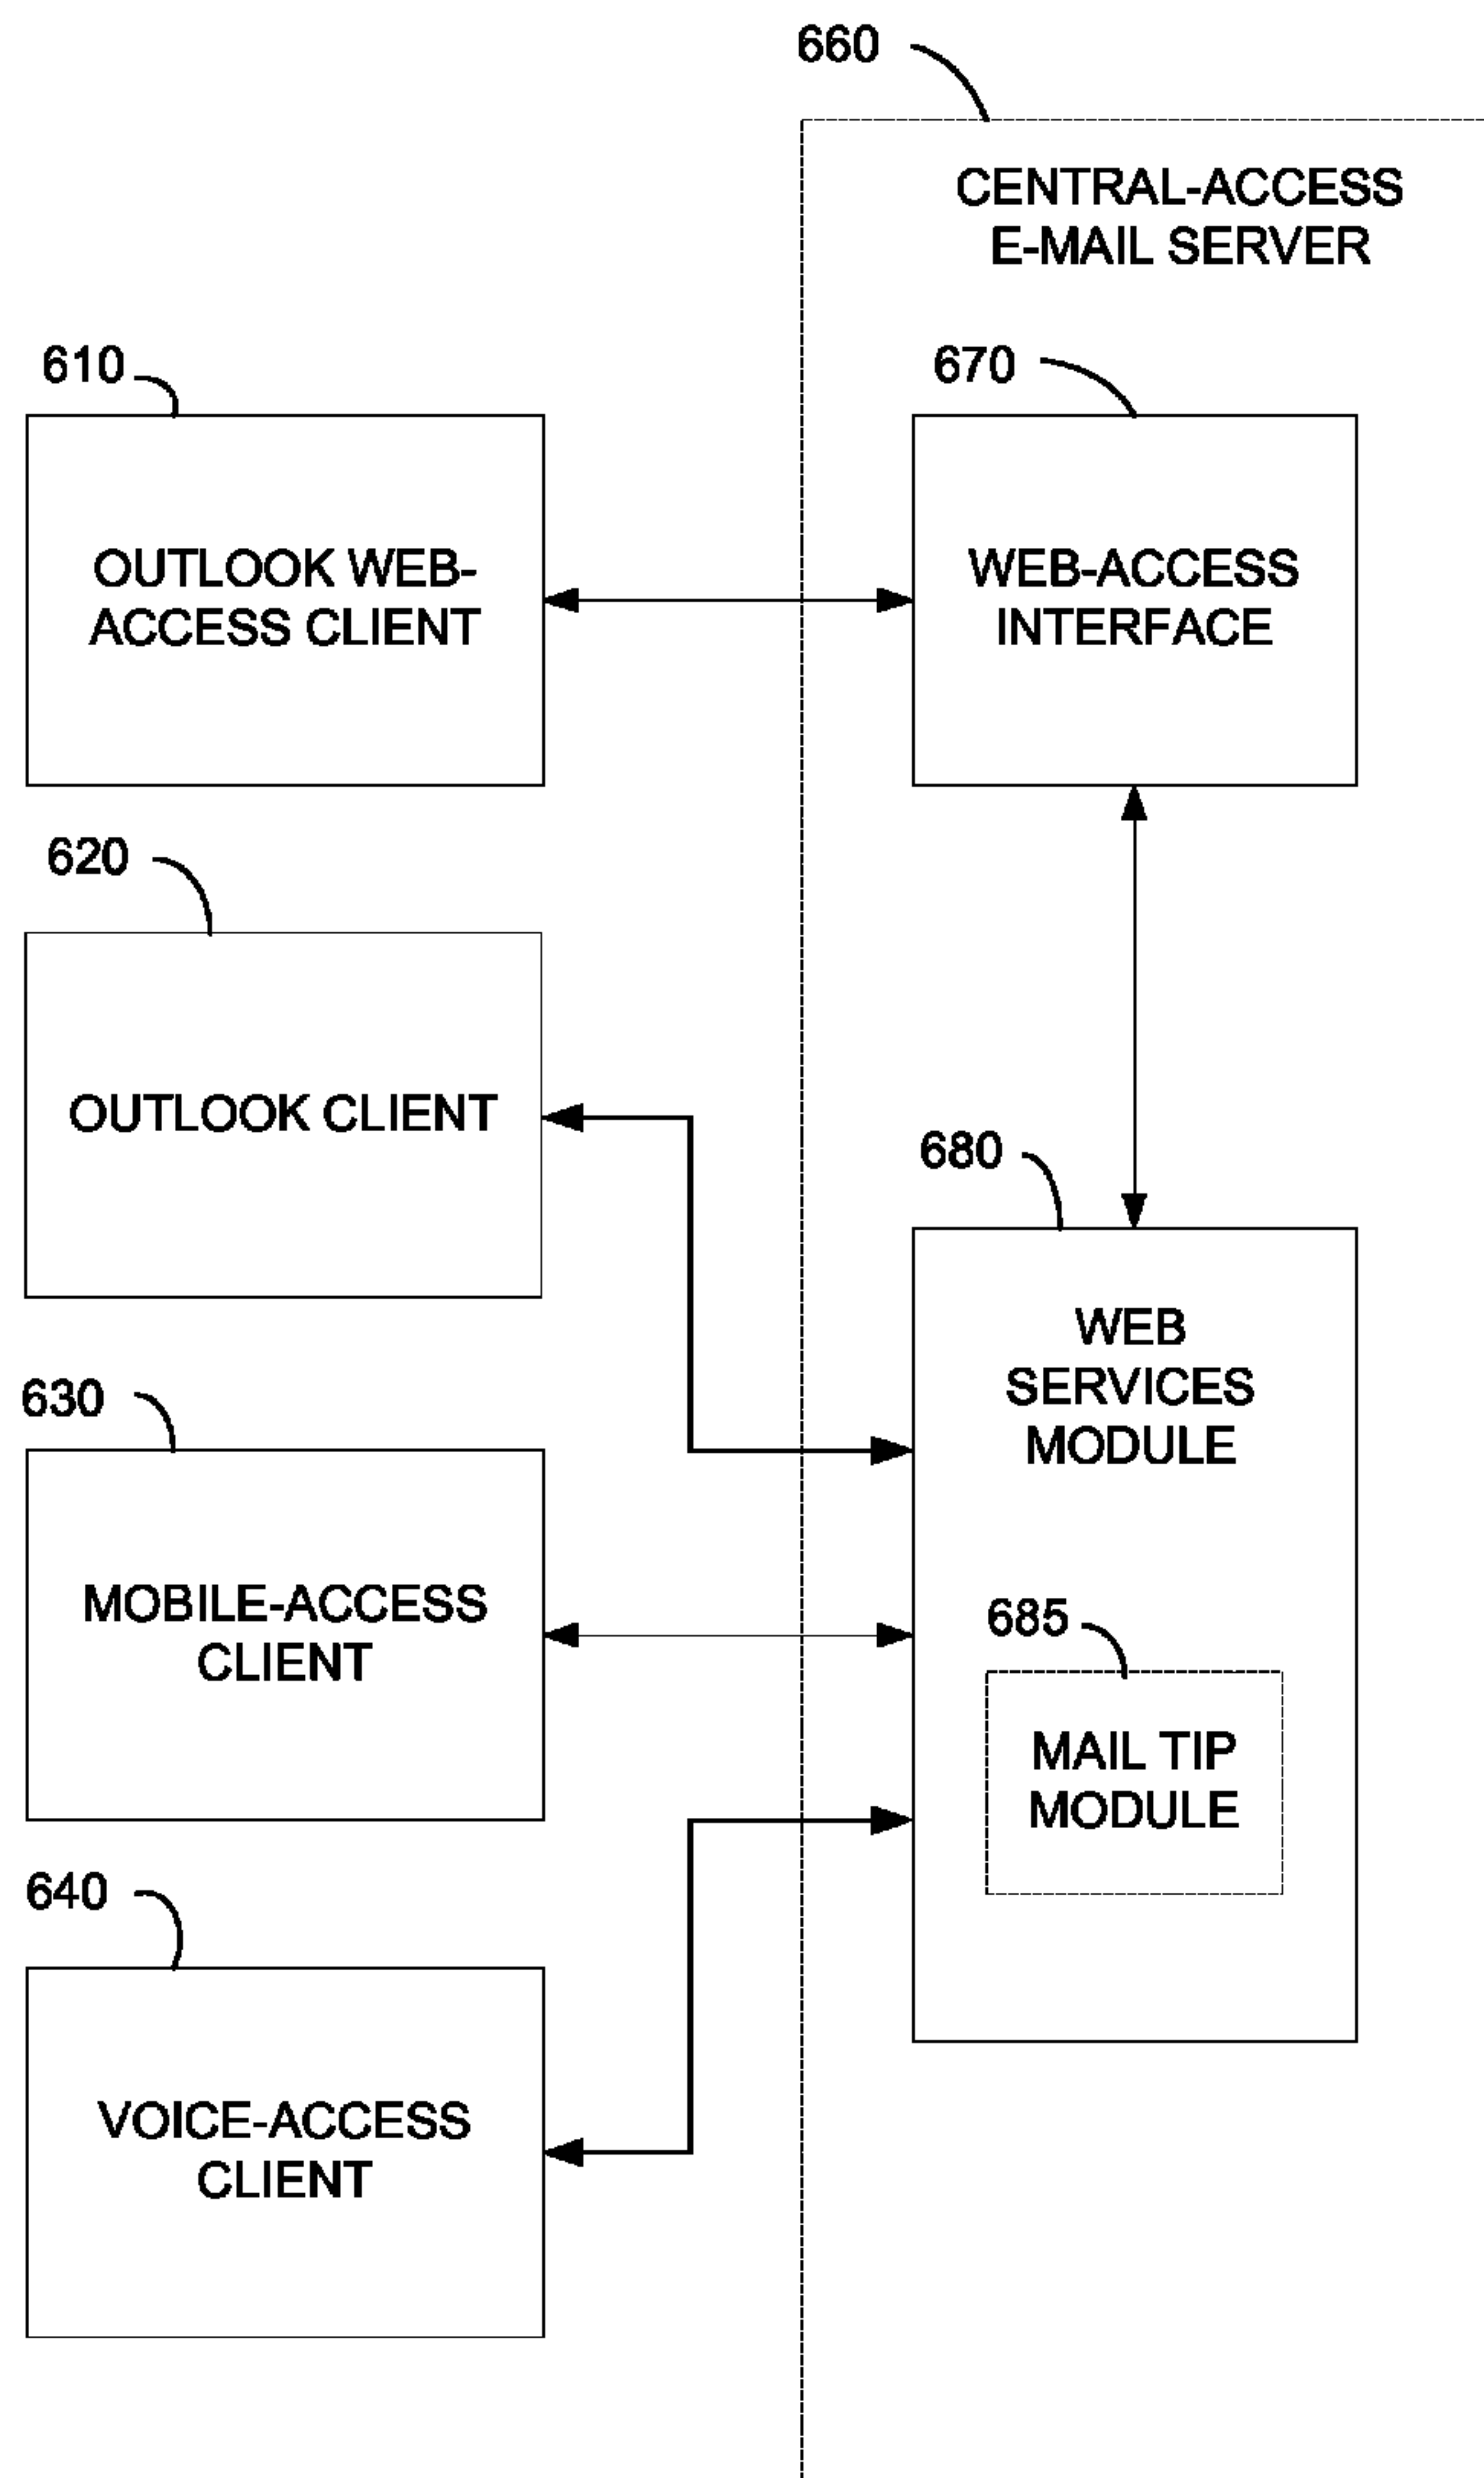 660
CENTRAL-ACCESS
E-MAIL SERVER
610
OUTLOOK WEB-
ACCESS CLIENT
670
WEB-ACCESS
INTERFACE
620
OUTLOOK CLIENT
680
WEB
SERVICES
MODULE
630
MOBILE-ACCESS
CLIENT
685
MAIL TIP
MODULE
640
VOICE-ACCESS
CLIENT